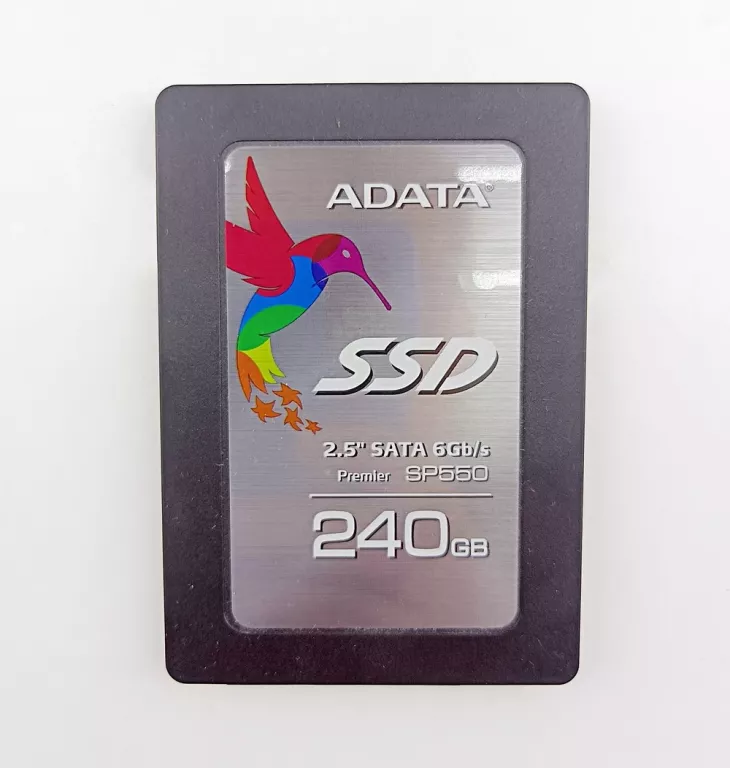 ADATA®
SSD
2.5" SATA 6Gb/s
Premier SP550
240GB